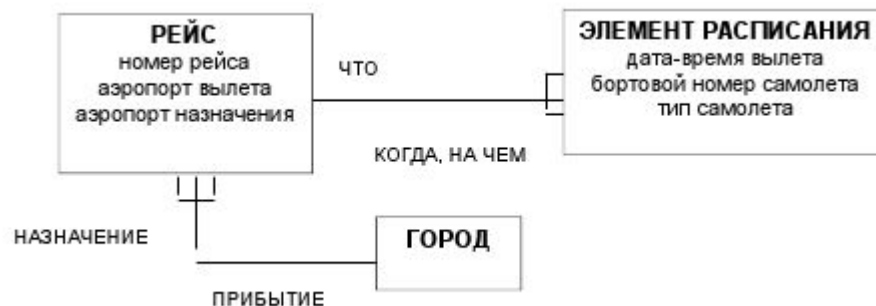 РЕЙС
номер рейса
аэропорт вылета
аэропорт назначения
ЧТО
КОГДА, НА ЧЕМ
ЭЛЕМЕНТ РАСПИСАНИЯ
дата-время вылета
бортовой номер самолета
тип самолета
НАЗНАЧЕНИЕ
ПРИБЫТИЕ
ГОРОД